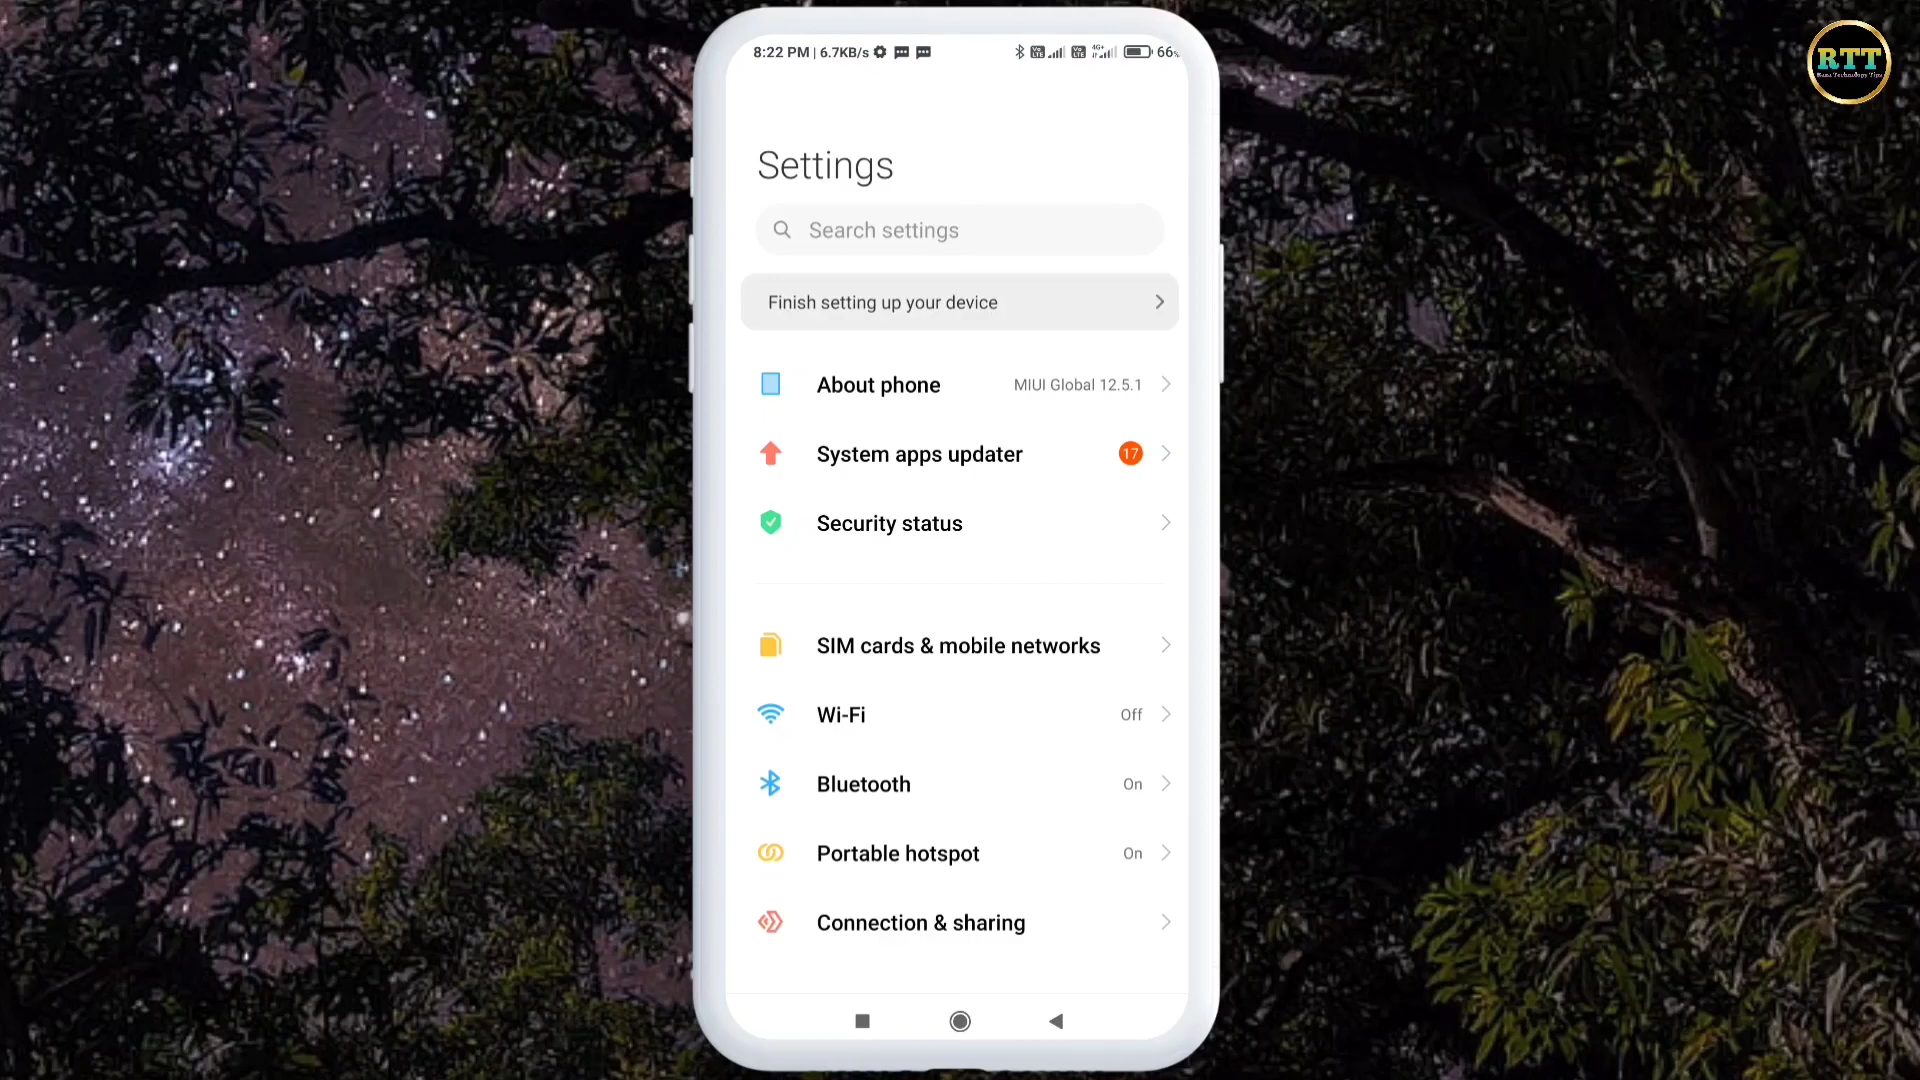 8:22 PM | 6.7KB/s
66%
RTT
Settings
Search settings
Finish setting up your device
About phone
MIUI Global 12.5.1
System apps updater
17
Security status
SIM cards & mobile networks
Wi-Fi
Off
Bluetooth
On
Portable hotspot
On
Connection & sharing